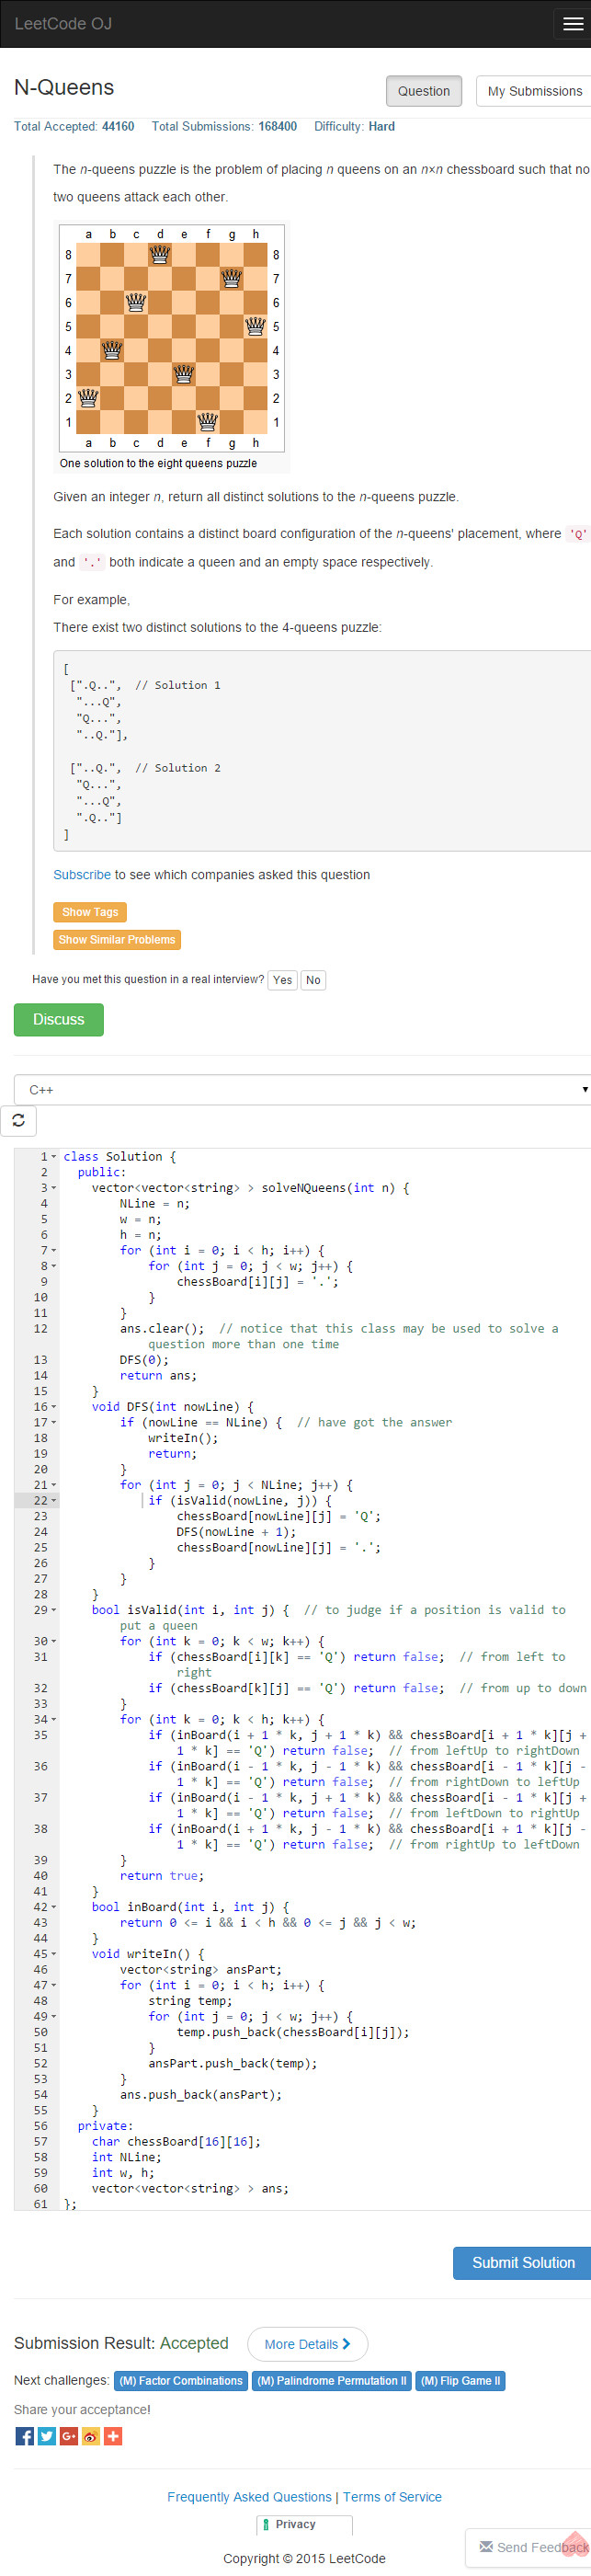 LeetCode OJ
N-Queens
Question
My Submissions
Total Accepted: 44160 Total Submissions: 168400 Difficulty: Hard
The n-queens puzzle is the problem of placing n queens on an n×n chessboard such that no
two queens attack each other.
a b c d e f g h
8 8
7 7
6 6
5 5
4 4
3 3
2 2
1 1
a b c d e f g h
One solution to the eight queens puzzle
Given an integer n, return all distinct solutions to the n-queens puzzle.
Each solution contains a distinct board configuration of the n-queens' placement, where 'Q'
and '.' both indicate a queen and an empty space respectively.
For example,
There exist two distinct solutions to the 4-queens puzzle:
[
 [".Q..",  // Solution 1
  "...Q",
  "Q...",
  "..Q."],
 ["..Q.",  // Solution 2
  "Q...",
  "...Q",
  ".Q.."]
]
Subscribe to see which companies asked this question
Show Tags
Show Similar Problems
Have you met this question in a real interview? Yes No
Discuss
C++
1 class Solution {
2   public:
3     vector<vector<string> > solveNQueens(int n) {
4         NLine = n;
5         w = n;
6         h = n;
7         for (int i = 0; i < h; i++) {
8             for (int j = 0; j < w; j++) {
9                 chessBoard[i][j] = '.';
10             }
11         }
12         ans.clear();  // notice that this class may be used to solve a
question more than one time
13         DFS(0);
14         return ans;
15     }
16     void DFS(int nowLine) {
17         if (nowLine == NLine) {  // have got the answer
18             writeIn();
19             return;
20         }
21         for (int j = 0; j < NLine; j++) {
22             if (isValid(nowLine, j)) {
23                 chessBoard[nowLine][j] = 'Q';
24                 DFS(nowLine + 1);
25                 chessBoard[nowLine][j] = '.';
26             }
27         }
28     }
29     bool isValid(int i, int j) {  // to judge if a position is valid to
put a queen
30         for (int k = 0; k < w; k++) {
31             if (chessBoard[i][k] == 'Q') return false;  // from left to
right
32             if (chessBoard[k][j] == 'Q') return false;  // from up to down
33         }
34         for (int k = 0; k < h; k++) {
35             if (inBoard(i + 1 * k, j + 1 * k) && chessBoard[i + 1 * k][j +
1 * k] == 'Q') return false;  // from leftUp to rightDown
36             if (inBoard(i - 1 * k, j - 1 * k) && chessBoard[i - 1 * k][j -
1 * k] == 'Q') return false;  // from rightDown to leftUp
37             if (inBoard(i - 1 * k, j + 1 * k) && chessBoard[i - 1 * k][j +
1 * k] == 'Q') return false;  // from leftDown to rightUp
38             if (inBoard(i + 1 * k, j - 1 * k) && chessBoard[i + 1 * k][j -
1 * k] == 'Q') return false;  // from rightUp to leftDown
39         }
40         return true;
41     }
42     bool inBoard(int i, int j) {
43         return 0 <= i && i < h && 0 <= j && j < w;
44     }
45     void writeIn() {
46         vector<string> ansPart;
47         for (int i = 0; i < h; i++) {
48             string temp;
49             for (int j = 0; j < w; j++) {
50                 temp.push_back(chessBoard[i][j]);
51             }
52             ansPart.push_back(temp);
53         }
54         ans.push_back(ansPart);
55     }
56   private:
57     char chessBoard[16][16];
58     int NLine;
59     int w, h;
60     vector<vector<string> > ans;
61 };
Submit Solution
Submission Result: Accepted More Details
Next challenges: (M) Factor Combinations (M) Palindrome Permutation II (M) Flip Game II
Share your acceptance!
Frequently Asked Questions | Terms of Service
Privacy
Send Feedback
Copyright © 2015 LeetCode